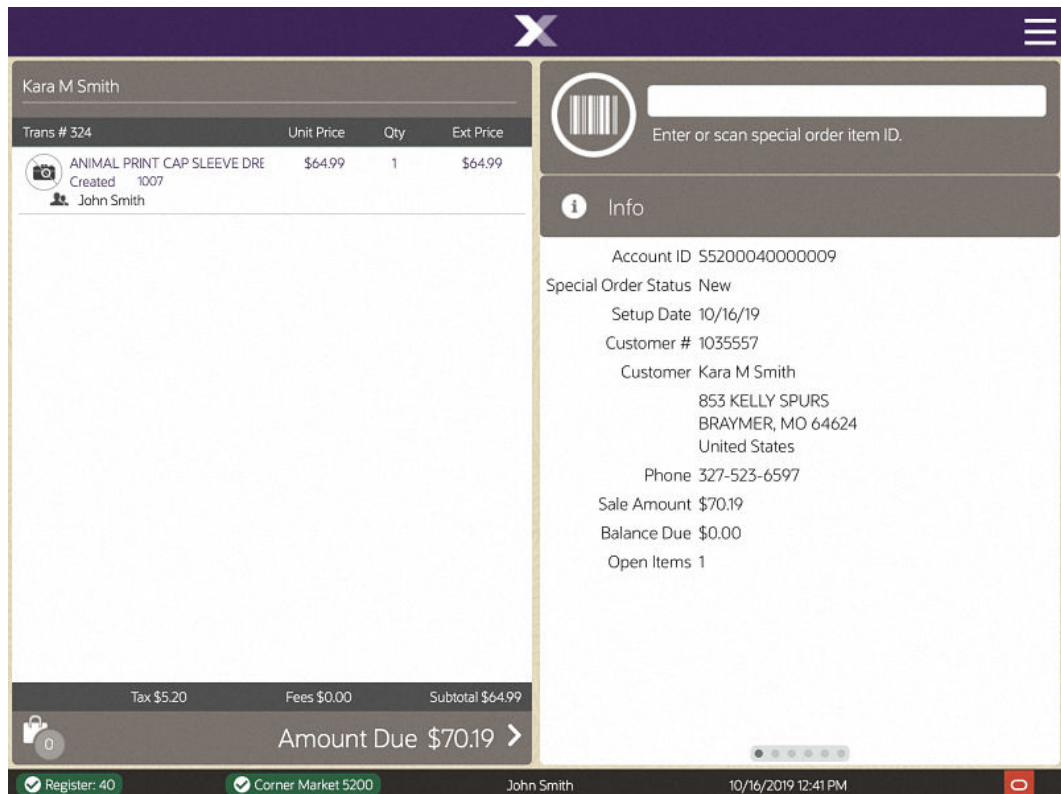 Kara M Smith
Trans # 324 Unit Price Qty Ext Price
ANIMAL PRINT CAP SLEEVE DRE $64.99 1 $64.99
Created 1007
John Smith
Tax $5.20 Fees $0.00 Subtotal $64.99
0
Amount Due $70.19
Enter or scan special order item ID.
Info
Account ID S5200040000009
Special Order Status New
Setup Date 10/16/19
Customer # 1035557
Customer Kara M Smith
853 KELLY SPURS
BRAYMER, MO 64624
United States
Phone 327-523-6597
Sale Amount $70.19
Balance Due $0.00
Open Items 1
Register: 40 Corner Market 5200 John Smith 10/16/2019 12:41 PM